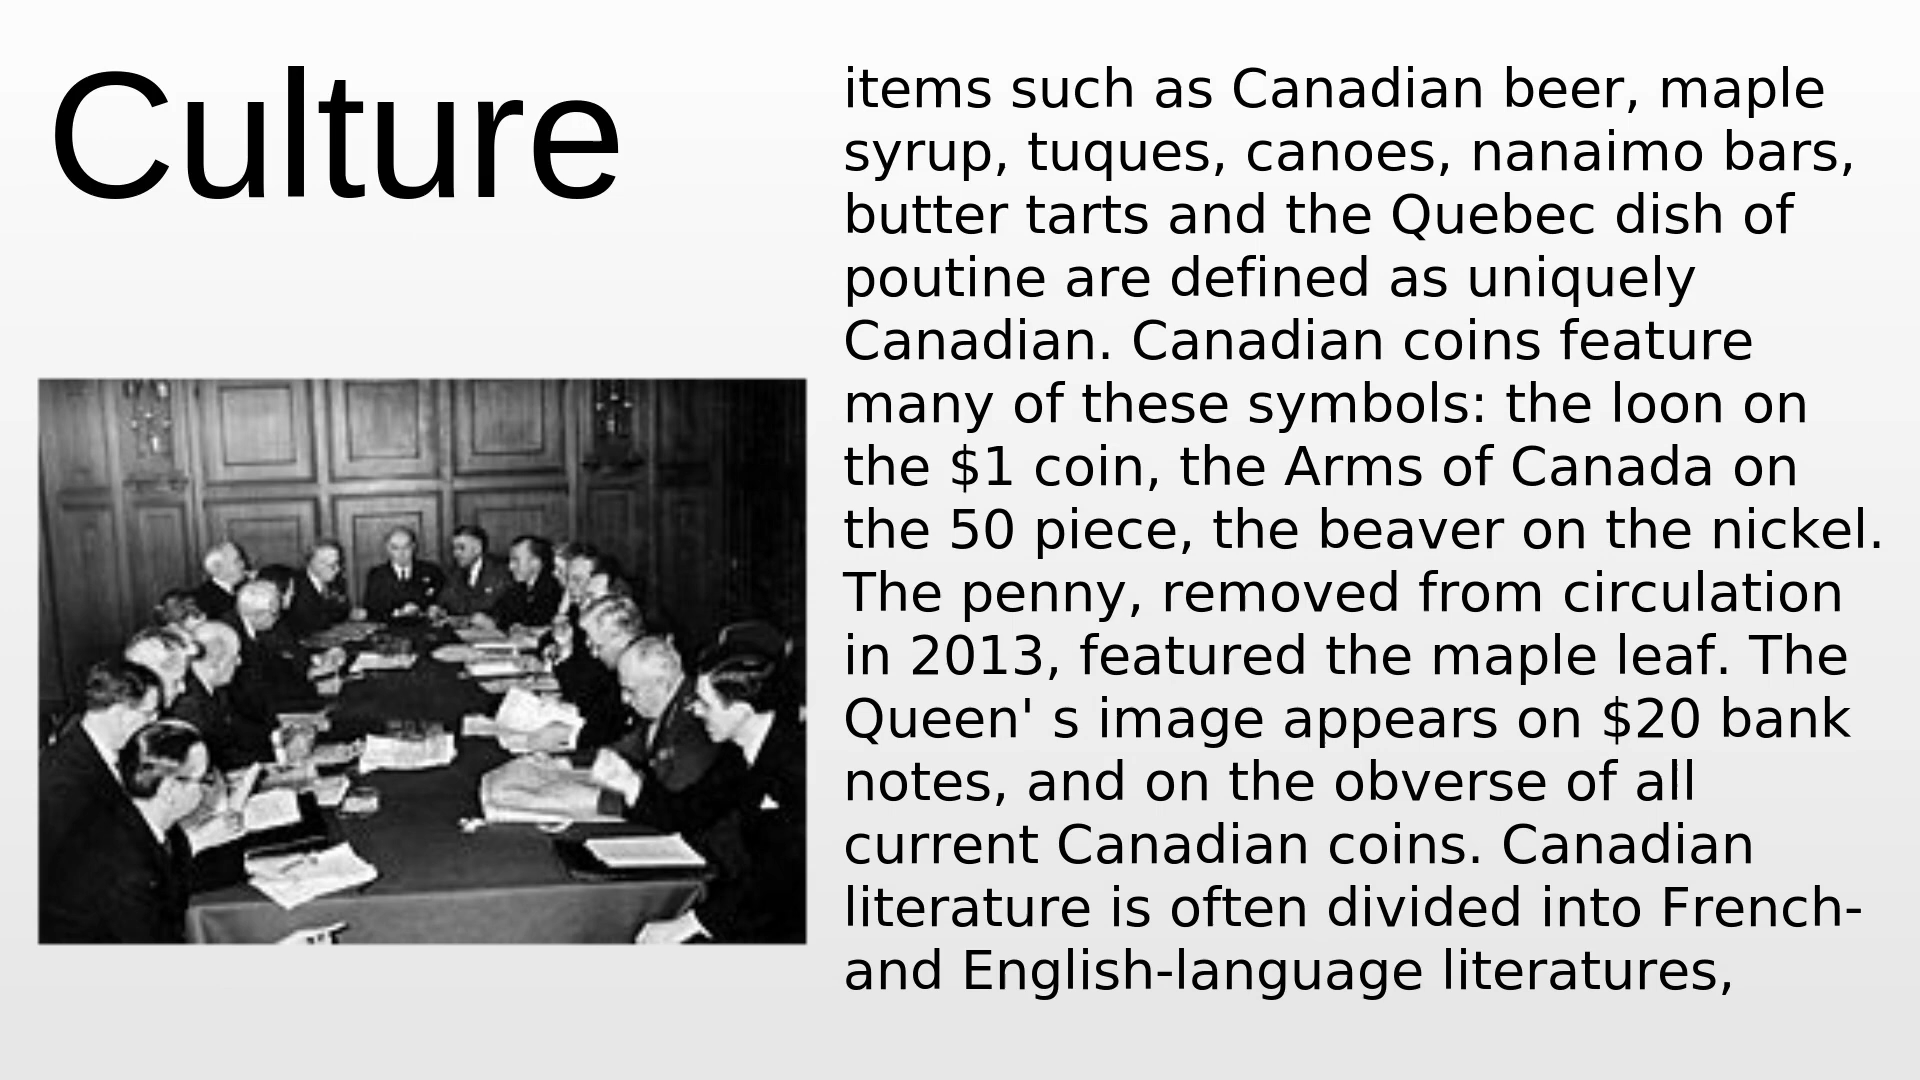 Culture
items such as Canadian beer, maple
syrup, tuques, canoes, nanaimo bars,
butter tarts and the Quebec dish of
poutine are defined as uniquely
Canadian. Canadian coins feature
many of these symbols: the loon on
the $1 coin, the Arms of Canada on
the 50 piece, the beaver on the nickel.
The penny, removed from circulation
in 2013, featured the maple leaf. The
Queen' s image appears on $20 bank
notes, and on the obverse of all
current Canadian coins. Canadian
literature is often divided into French-
and English-language literatures,